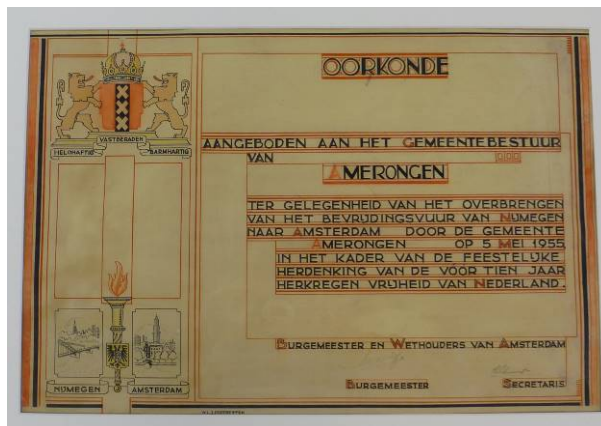 OORKONDE
VASTBERADEN
HELDHAFTIG
BARMHARTIG
AANGEBODEN AAN HET GEMEENTEBESTUUR
VAN
AMERONGEN
TER GELEGENHEID VAN HET OVERBRENGEN
VAN HET BEVRIJDINGSVUUR VAN NIJMEGEN
NAAR AMSTERDAM DOOR DE GEMEENTE
AMERONGEN OP 5 MEI 1955,
IN HET KADER VAN DE FEESTELIJKE
HERDENKING VAN DE VÓÓR TIEN JAAR
HERKREGEN VRIJHEID VAN NEDERLAND.
BURGEMEESTER EN WETHOUDERS VAN AMSTERDAM
BURGEMEESTER
SECRETARIS
NIJMEGEN
AMSTERDAM